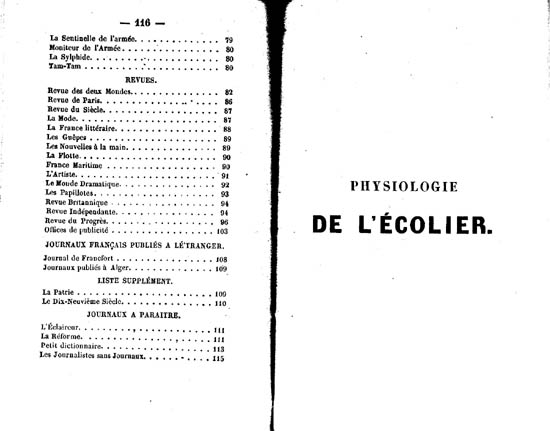 — 116 —
La Sentinelle de l'armée. . . . . . . . . . . . . 79
Moniteur de l'Armée. . . . . . . . . . . . . . . 80
La Sylphide. . . . . . . . . . . . . . . . . . . 80
Tam-Tam . . . . . . . . . . . . . . . . . . . . 80
REVUES.
Revue des deux Mondes. . . . . . . . . . . . . . 82
Revue de Paris. . . . . . . . . . . . . . . . . . 86
Revue du Siècle. . . . . . . . . . . . . . . . . 87
La Mode. . . . . . . . . . . . . . . . . . . . . 87
La France littéraire. . . . . . . . . . . . . . . 88
Les Guêpes . . . . . . . . . . . . . . . . . . . 89
Les Nouvelles à la main. . . . . . . . . . . . . 89
La Flotte. . . . . . . . . . . . . . . . . . . . 90
France Maritime . . . . . . . . . . . . . . . . . 90
L'Artiste. . . . . . . . . . . . . . . . . . . . 91
Le Monde Dramatique. . . . . . . . . . . . . . . 92
Les Papillotes. . . . . . . . . . . . . . . . . . 93
Revue Britannique . . . . . . . . . . . . . . . . 94
Revue Indépendante. . . . . . . . . . . . . . . . 94
Revue du Progrès. . . . . . . . . . . . . . . . . 96
Offices de publicité . . . . . . . . . . . . . . 103
JOURNAUX FRANÇAIS PUBLIÉS A L'ÉTRANGER.
Journal de Francfort . . . . . . . . . . . . . . 108
Journaux publiés à Alger. . . . . . . . . . . . . 109
LISTE SUPPLÉMENT.
La Patrie . . . . . . . . . . . . . . . . . . . . 109
Le Dix-Neuvième Siècle. . . . . . . . . . . . . . 110
JOURNAUX A PARAITRE.
L'Éclaireur. . . . . . . . . . . . . . . . . . . 111
La Réforme. . . . . . . . . . . . . . . . . . . . 111
Petit dictionnaire. . . . . . . . . . . . . . . . 113
Les Journalistes sans Journaux. . . . . . . . . . 115
PHYSIOLOGIE
DE L'ÉCOLIER.